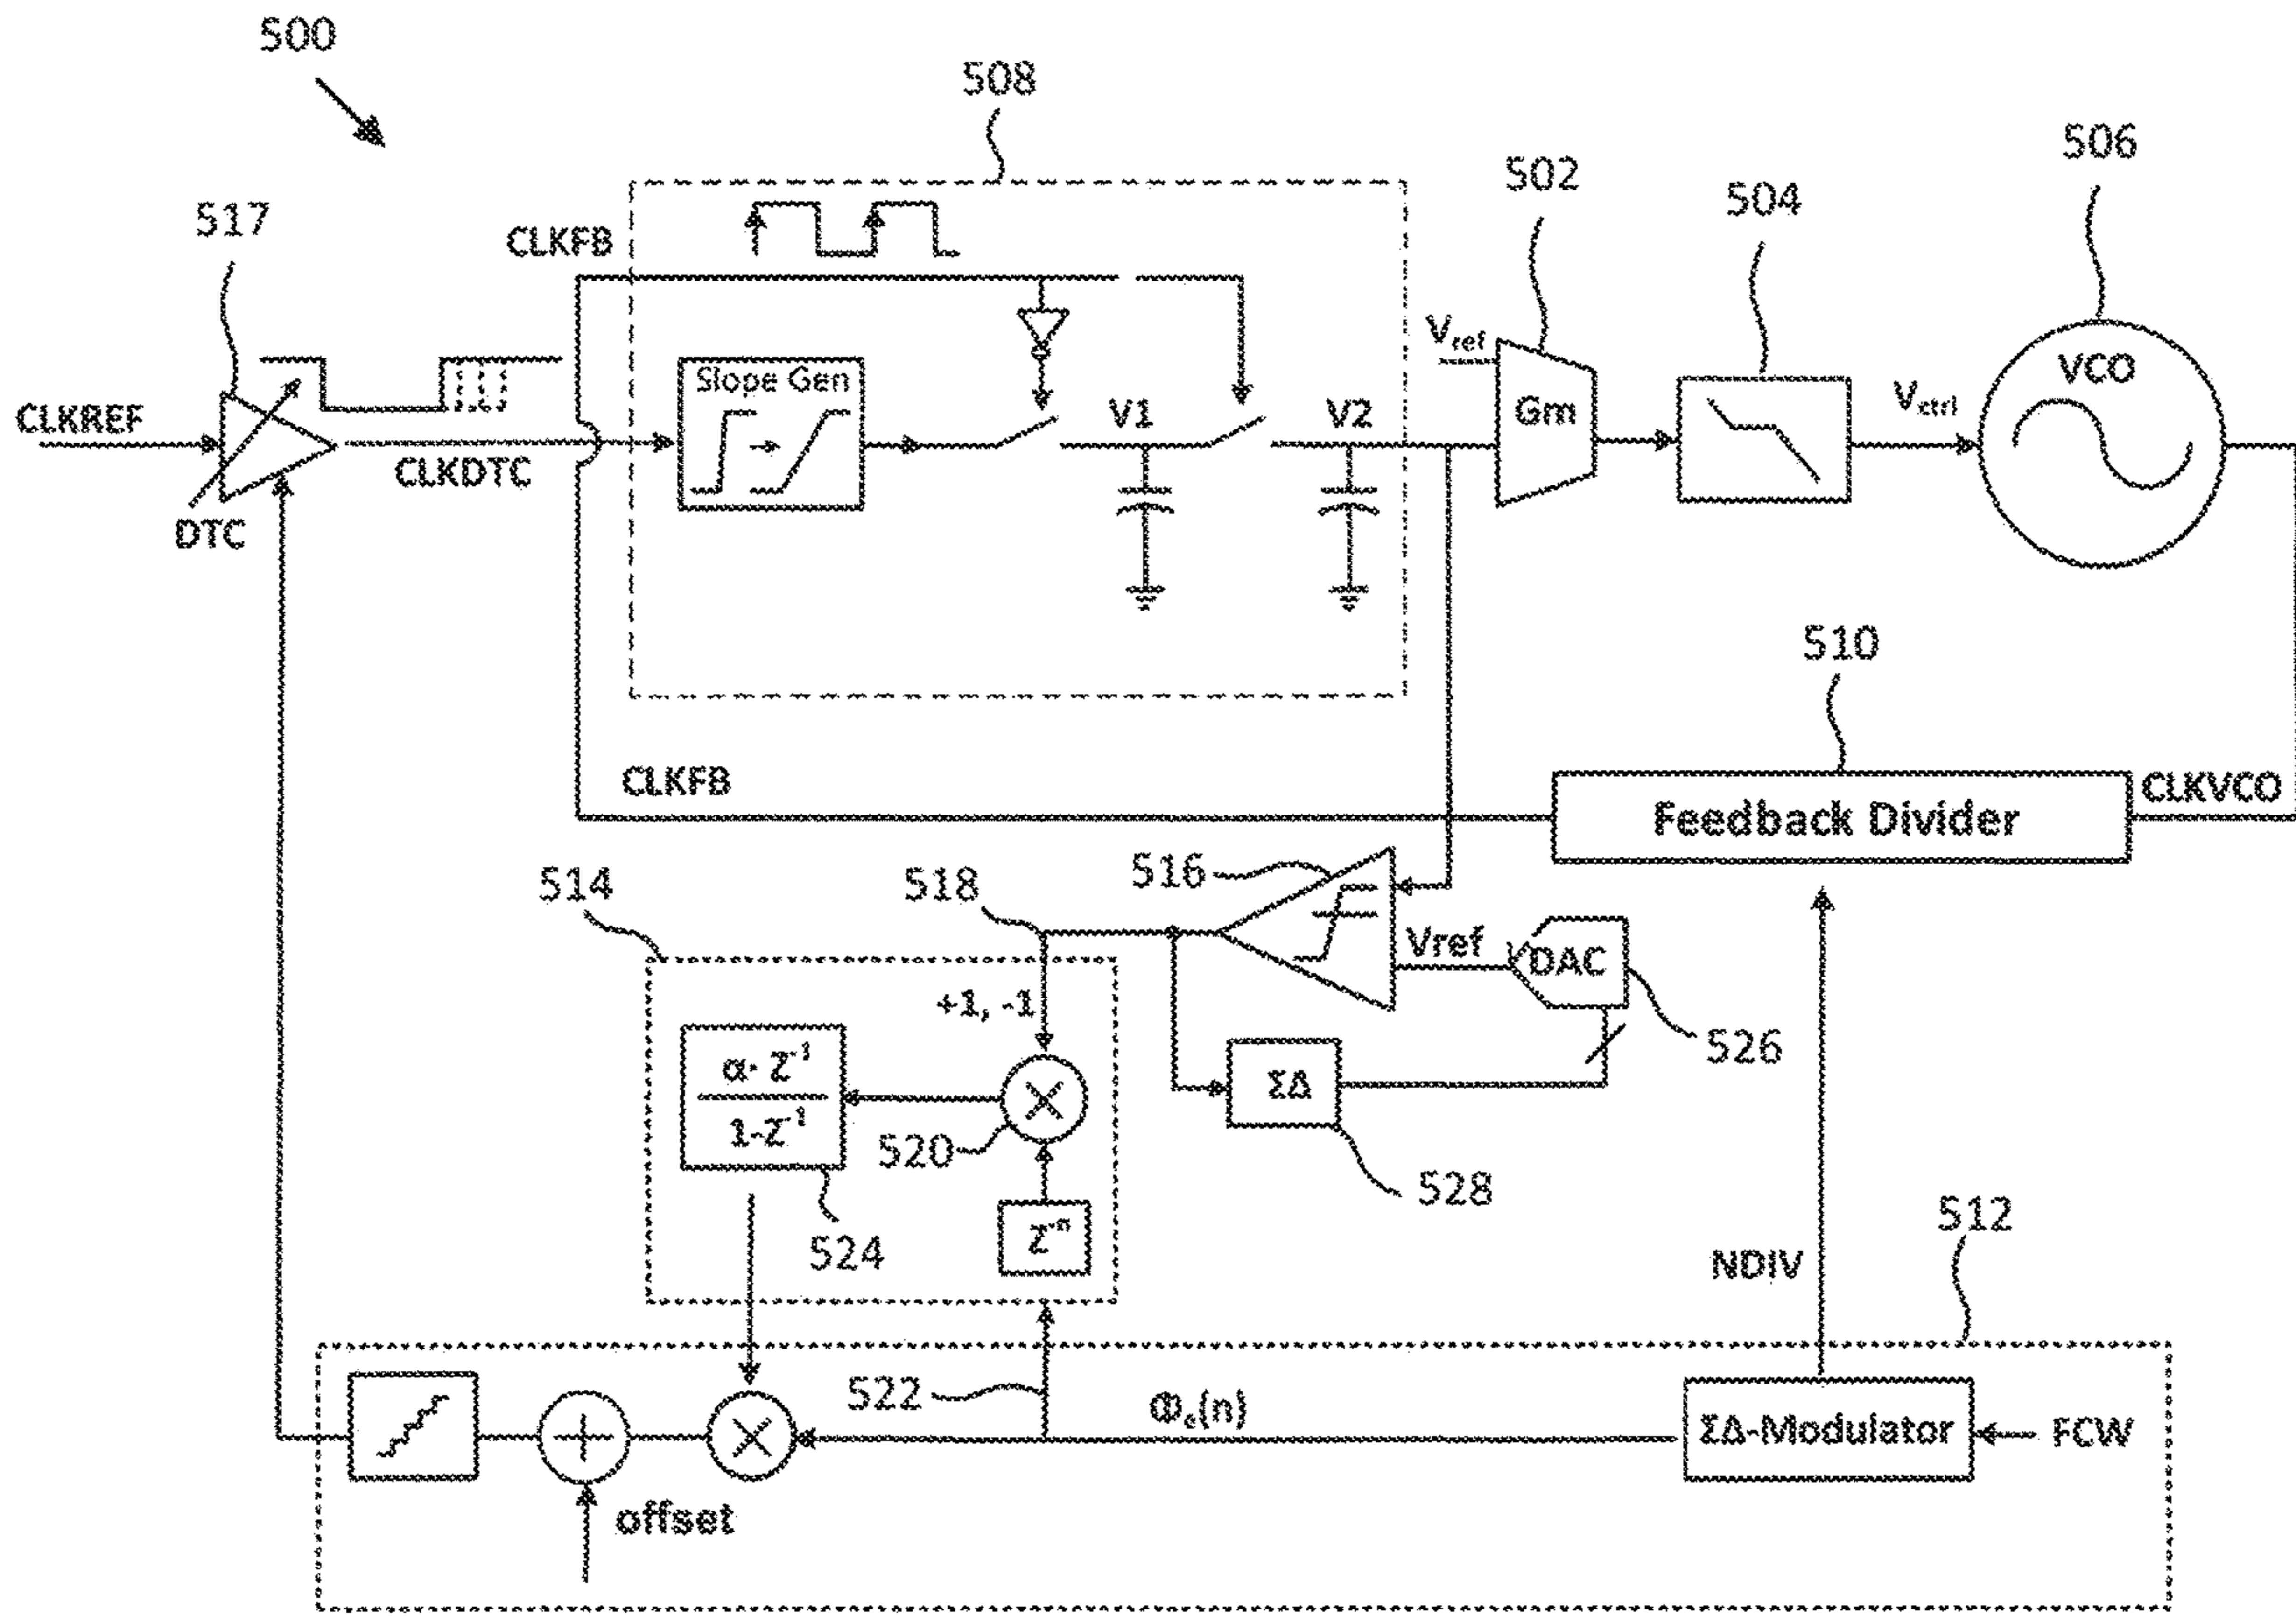 500
508
502
504
506
517
CLKFB
Vref
Slope Gen
VCO
CLKREF
Gm
Vctrl
V1
V2
CLKDTC
DTC
510
CLKFB
CLKVCO
Feedback Divider
514
518
516
Vref
DAC
+1, -1
526
α· Z⁻¹
1-Z⁻¹
ΣΔ
520
528
Z⁻ⁿ
524
512
NDIV
522
Φe(n)
ΣΔ-Modulator
FCW
offset